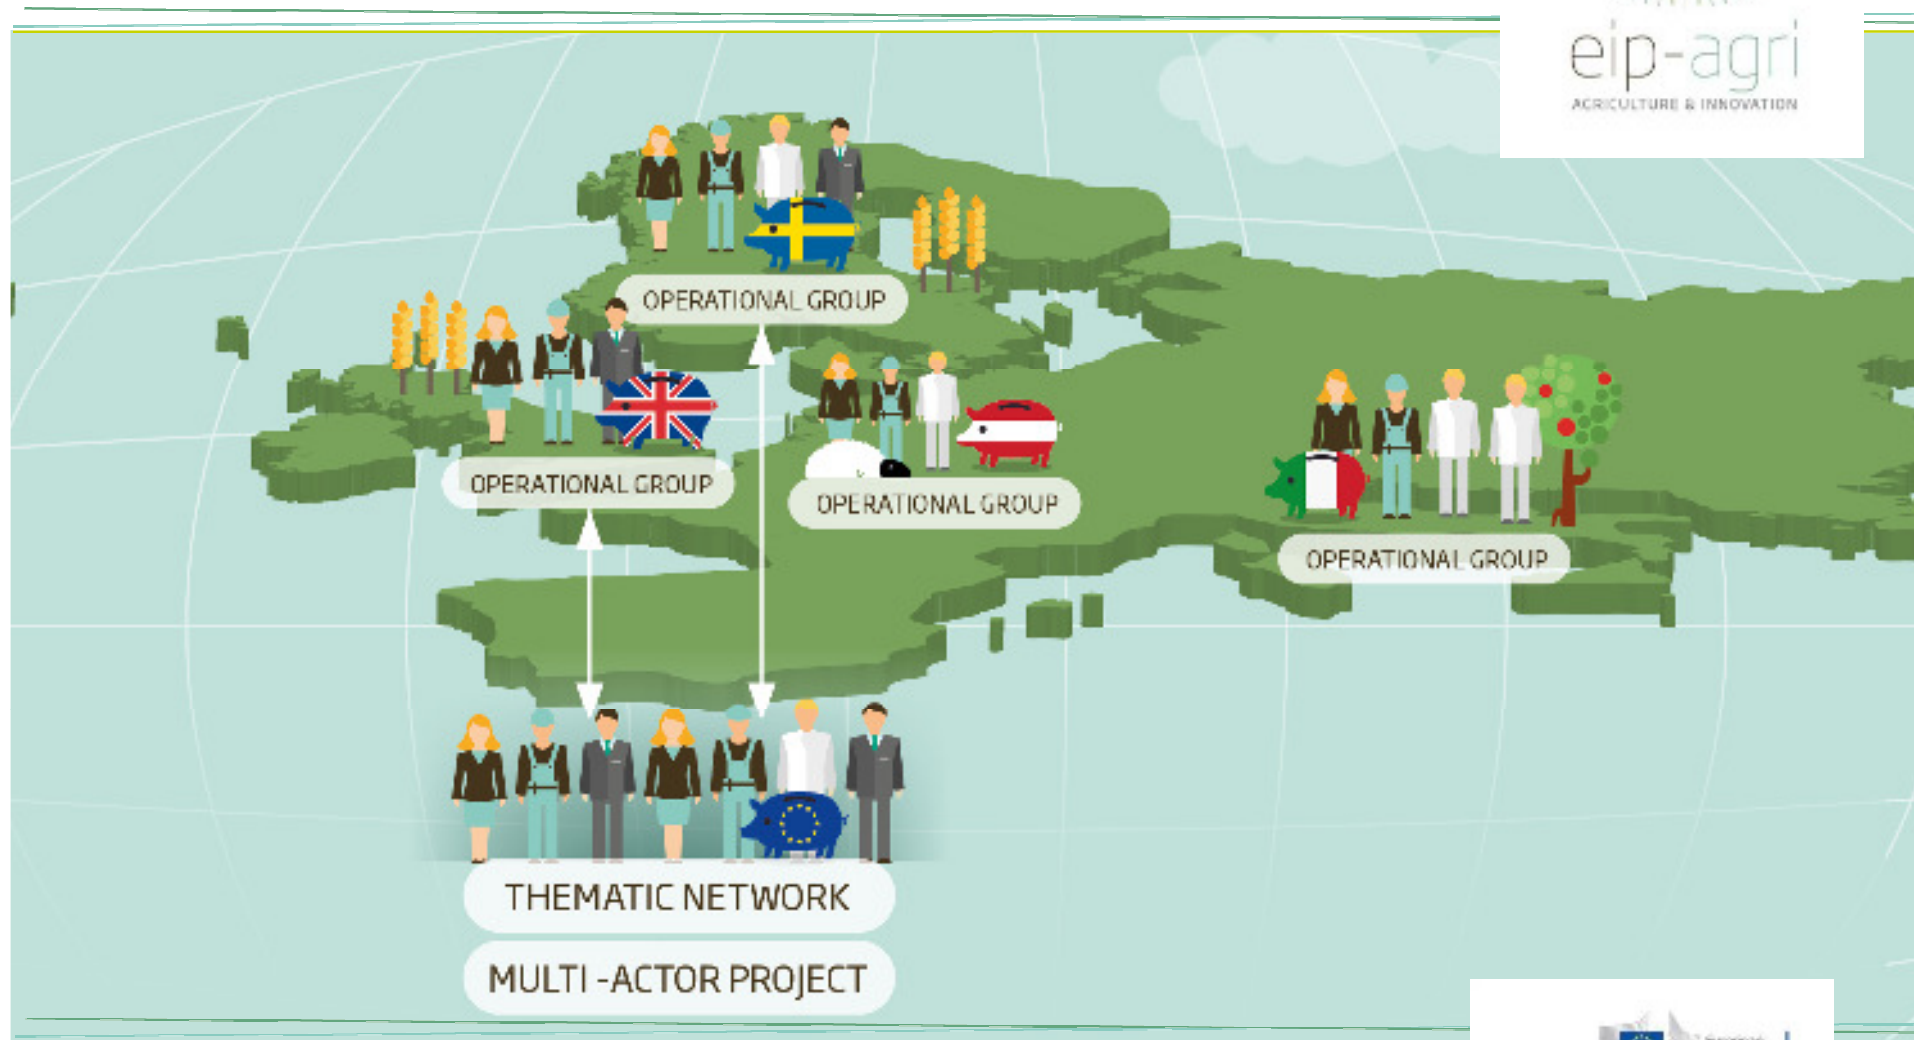 eip-agri
AGRICULTURE & INNOVATION
OPERATIONAL GROUP
OPERATIONAL GROUP
OPERATIONAL GROUP
OPERATIONAL GROUP
THEMATIC NETWORK
MULTI -ACTOR PROJECT